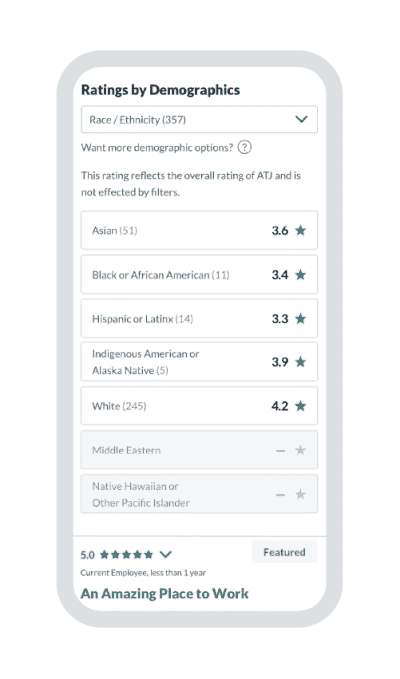 Ratings by Demographics
Race / Ethnicity (357)
Want more demographic options? ?
This rating reflects the overall rating of ATJ and is
not effected by filters.
Asian (51) 3.6 ★
Black or African American (11) 3.4 ★
Hispanic or Latinx (14) 3.3 ★
Indigenous American or
Alaska Native (5) 3.9 ★
White (245) 4.2 ★
Middle Eastern – ★
Native Hawaiian or
Other Pacific Islander – ★
5.0 ★★★★★ Featured
Current Employee, less than 1 year
An Amazing Place to Work